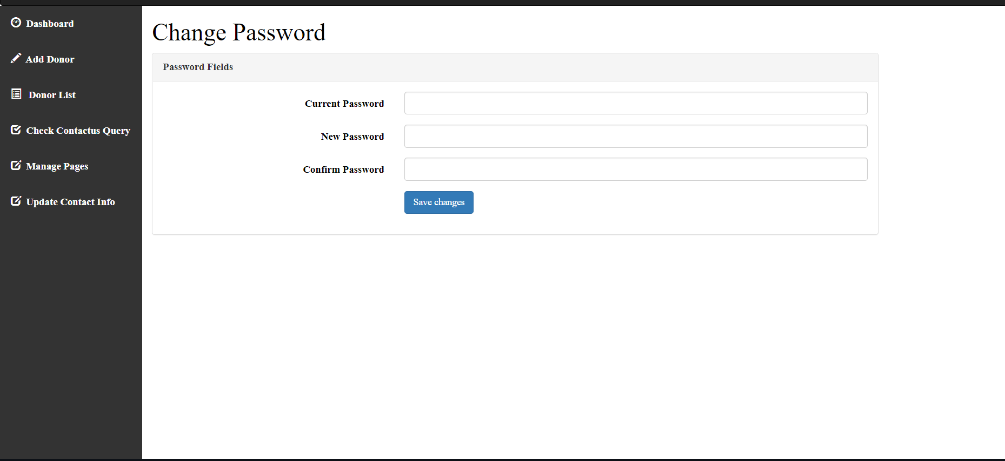 Dashboard
Add Donor
Donor List
Check Contactus Query
Manage Pages
Update Contact Info
Change Password
Password Fields
Current Password
New Password
Confirm Password
Save changes